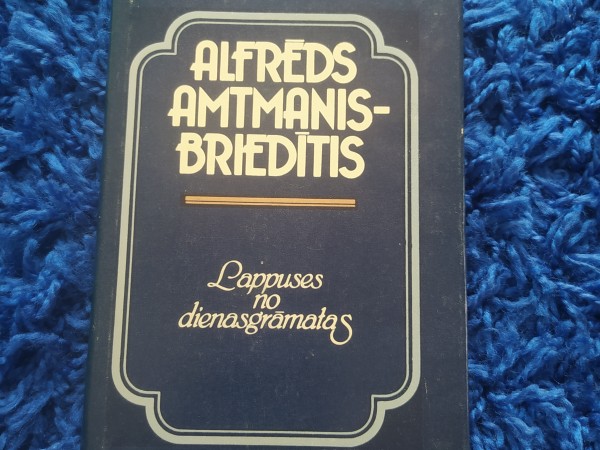 ALFRĒDS
AMTMANIS-
BRIEDĪTIS
Lappuses
no
dienasgrāmatas